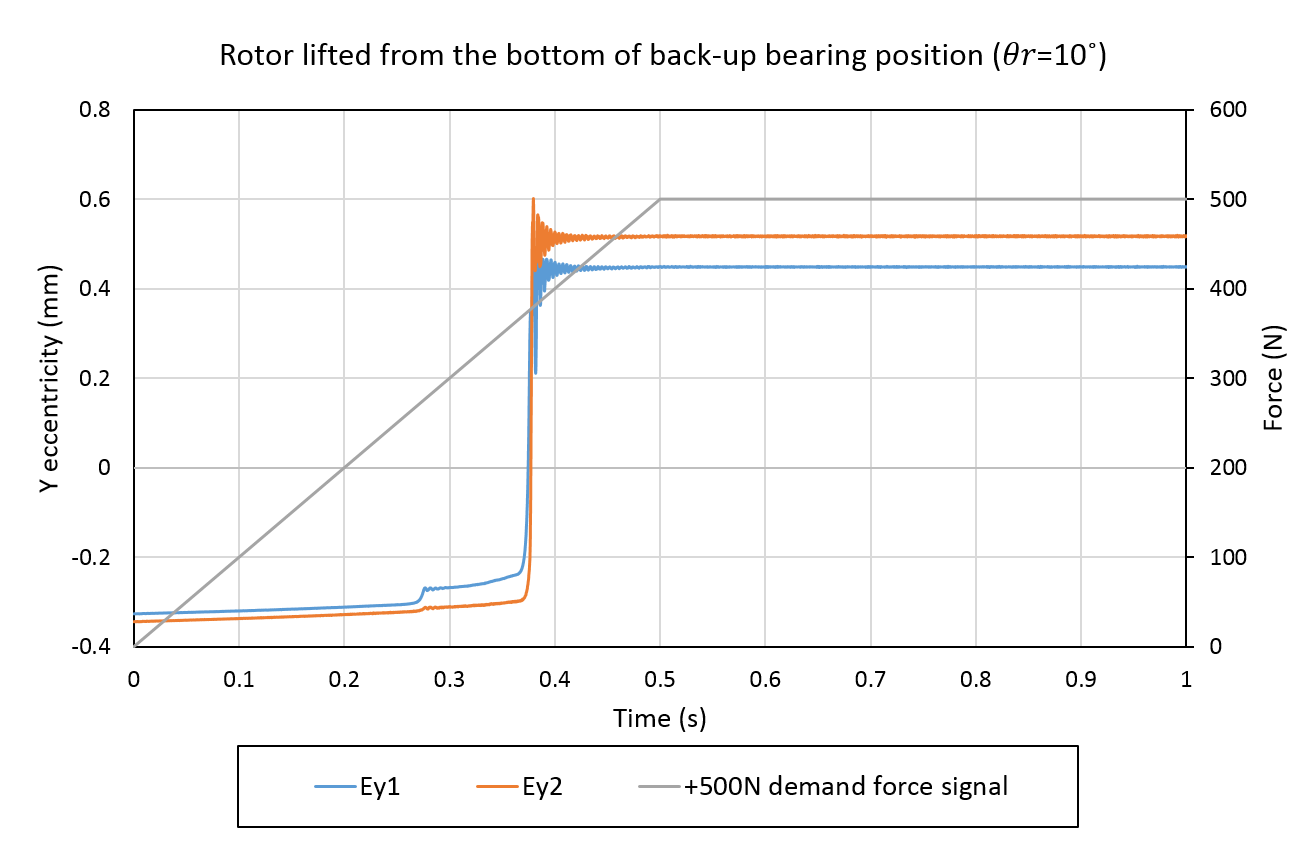 Rotor lifted from the bottom of back-up bearing position (θr=10˚)
0.8
0.6
0.4
0.2
0
-0.2
-0.4
Y eccentricity (mm)
600
500
400
300
200
100
0
Force (N)
0 0.1 0.2 0.3 0.4 0.5 0.6 0.7 0.8 0.9 1
Time (s)
Ey1 Ey2 +500N demand force signal